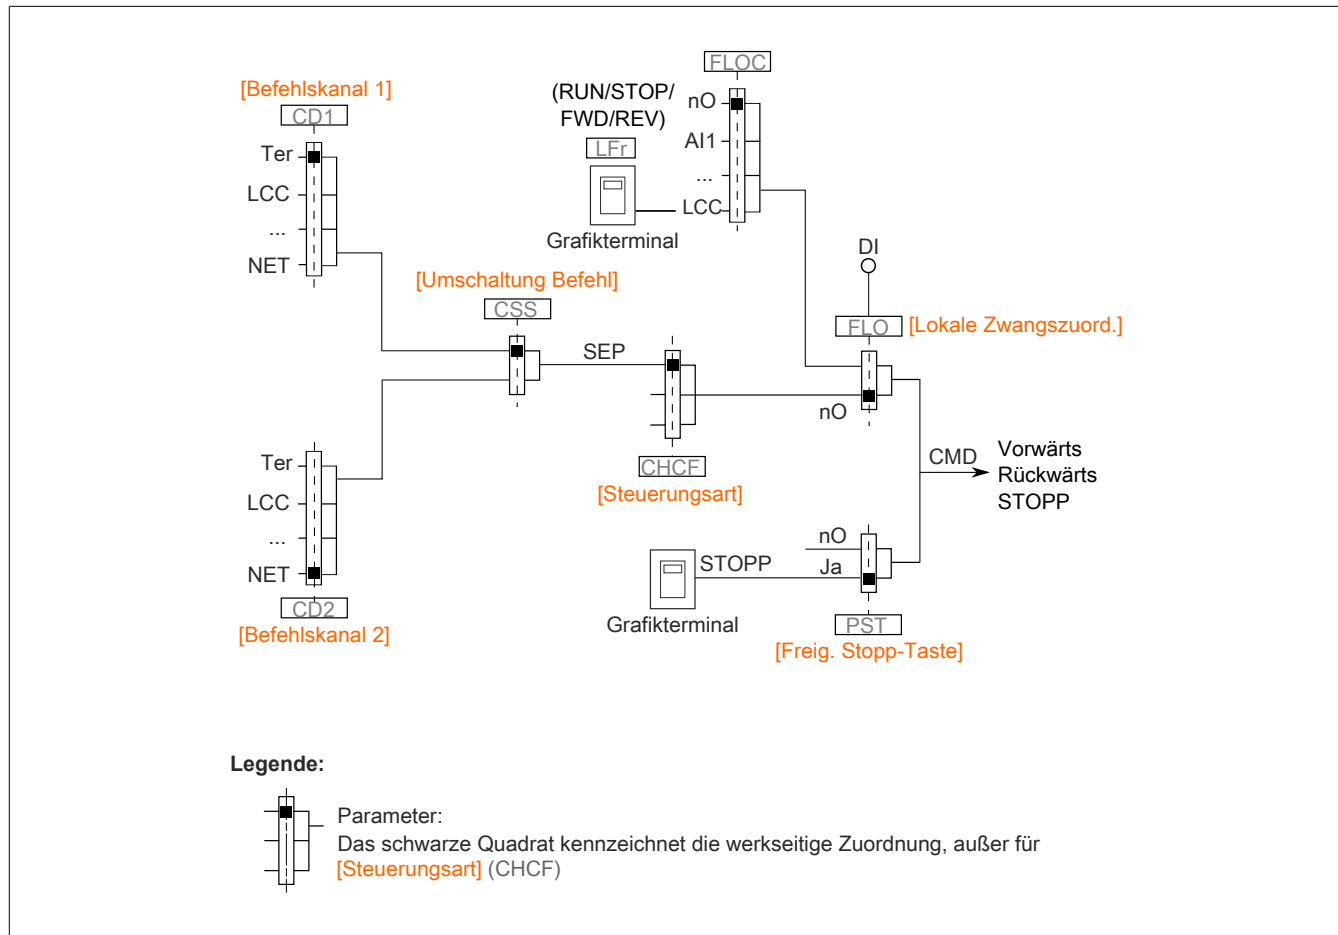 [Befehlskanal 1]
CD1
Ter
LCC
...
NET
(RUN/STOP/
FWD/REV)
LFr
Grafikterminal
FLOC
nO
AI1
...
LCC
DI
FLO
[Lokale Zwangszuord.]
[Umschaltung Befehl]
CSS
SEP
nO
CHCF
[Steuerungsart]
Ter
LCC
...
NET
CD2
[Befehlskanal 2]
CMD
Vorwärts
Rückwärts
STOPP
nO
STOPP
Ja
Grafikterminal
PST
[Freig. Stopp-Taste]
Legende:
Parameter:
Das schwarze Quadrat kennzeichnet die werkseitige Zuordnung, außer für
[Steuerungsart] (CHCF)